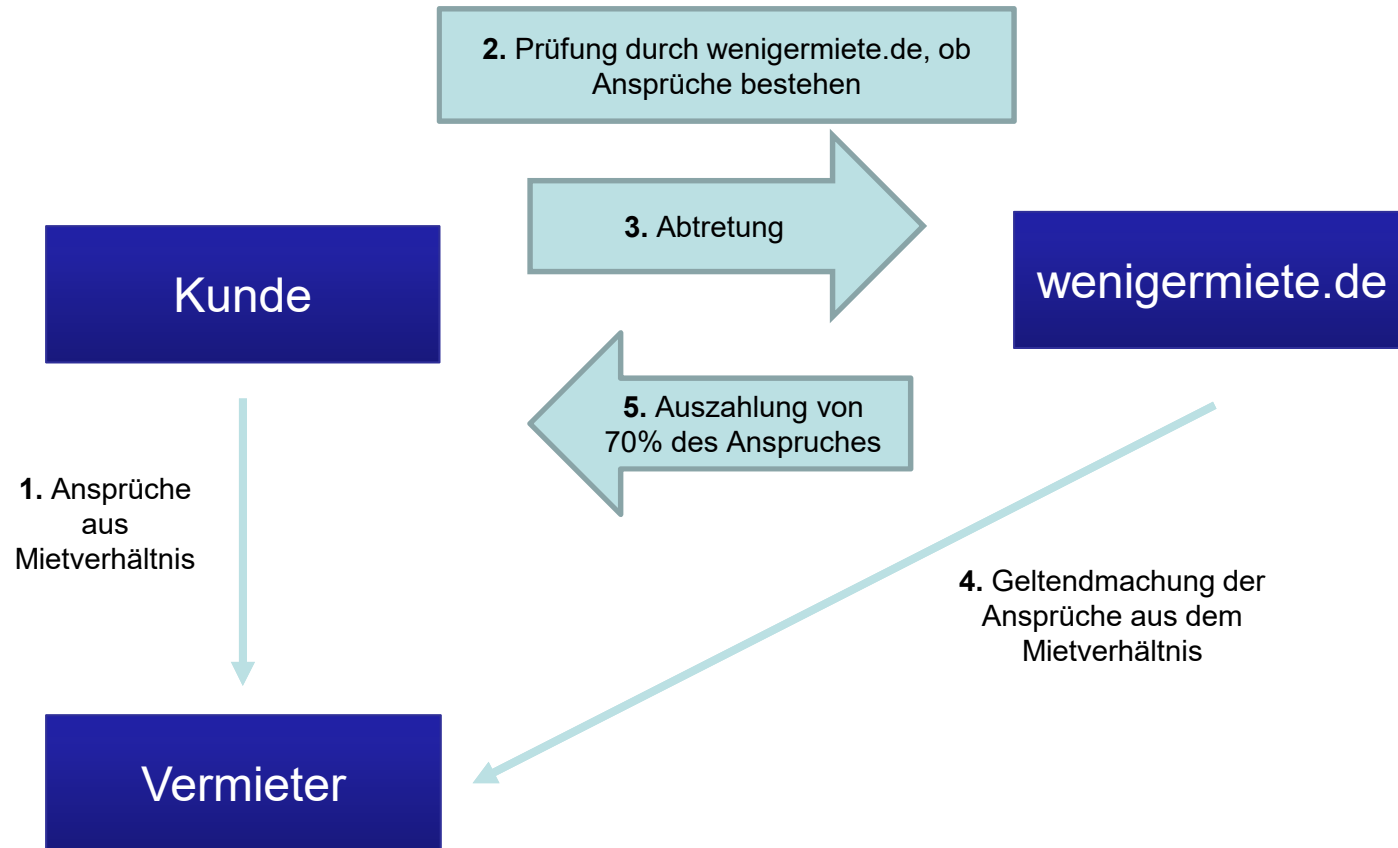 2. Prüfung durch wenigermiete.de, ob
Ansprüche bestehen
3. Abtretung
Kunde
wenigermiete.de
5. Auszahlung von
70% des Anspruches
1. Ansprüche
aus
Mietverhältnis
4. Geltendmachung der
Ansprüche aus dem
Mietverhältnis
Vermieter